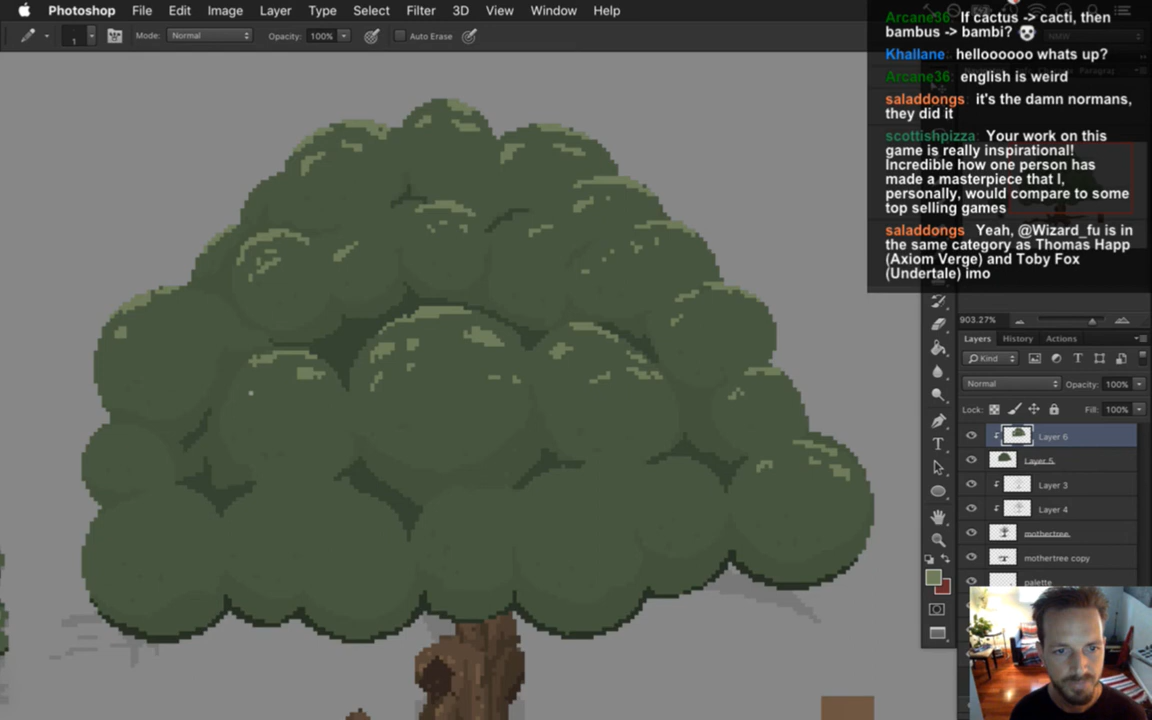 Photoshop File Edit Image Layer Type Select Filter 3D View Window Help
1 Mode: Normal Opacity: 100% Auto Erase
Arcane36: If cactus -> cacti, then
bambus -> bambi?
Khallane: helloooooo whats up?
Arcane36: english is weird
saladdongs: it's the damn normans,
they did it
scottishpizza: Your work on this
game is really inspirational!
Incredible how one person has
made a masterpiece that I,
personally, would compare to some
top selling games
saladdongs: Yeah, @Wizard_fu is in
the same category as Thomas Happ
(Axiom Verge) and Toby Fox
(Undertale) imo
903.27%
Layers History Actions
Kind
Normal Opacity: 100%
Lock: Fill: 100%
Layer 6
Layer 5
Layer 3
Layer 4
mothertree
mothertree copy
palette